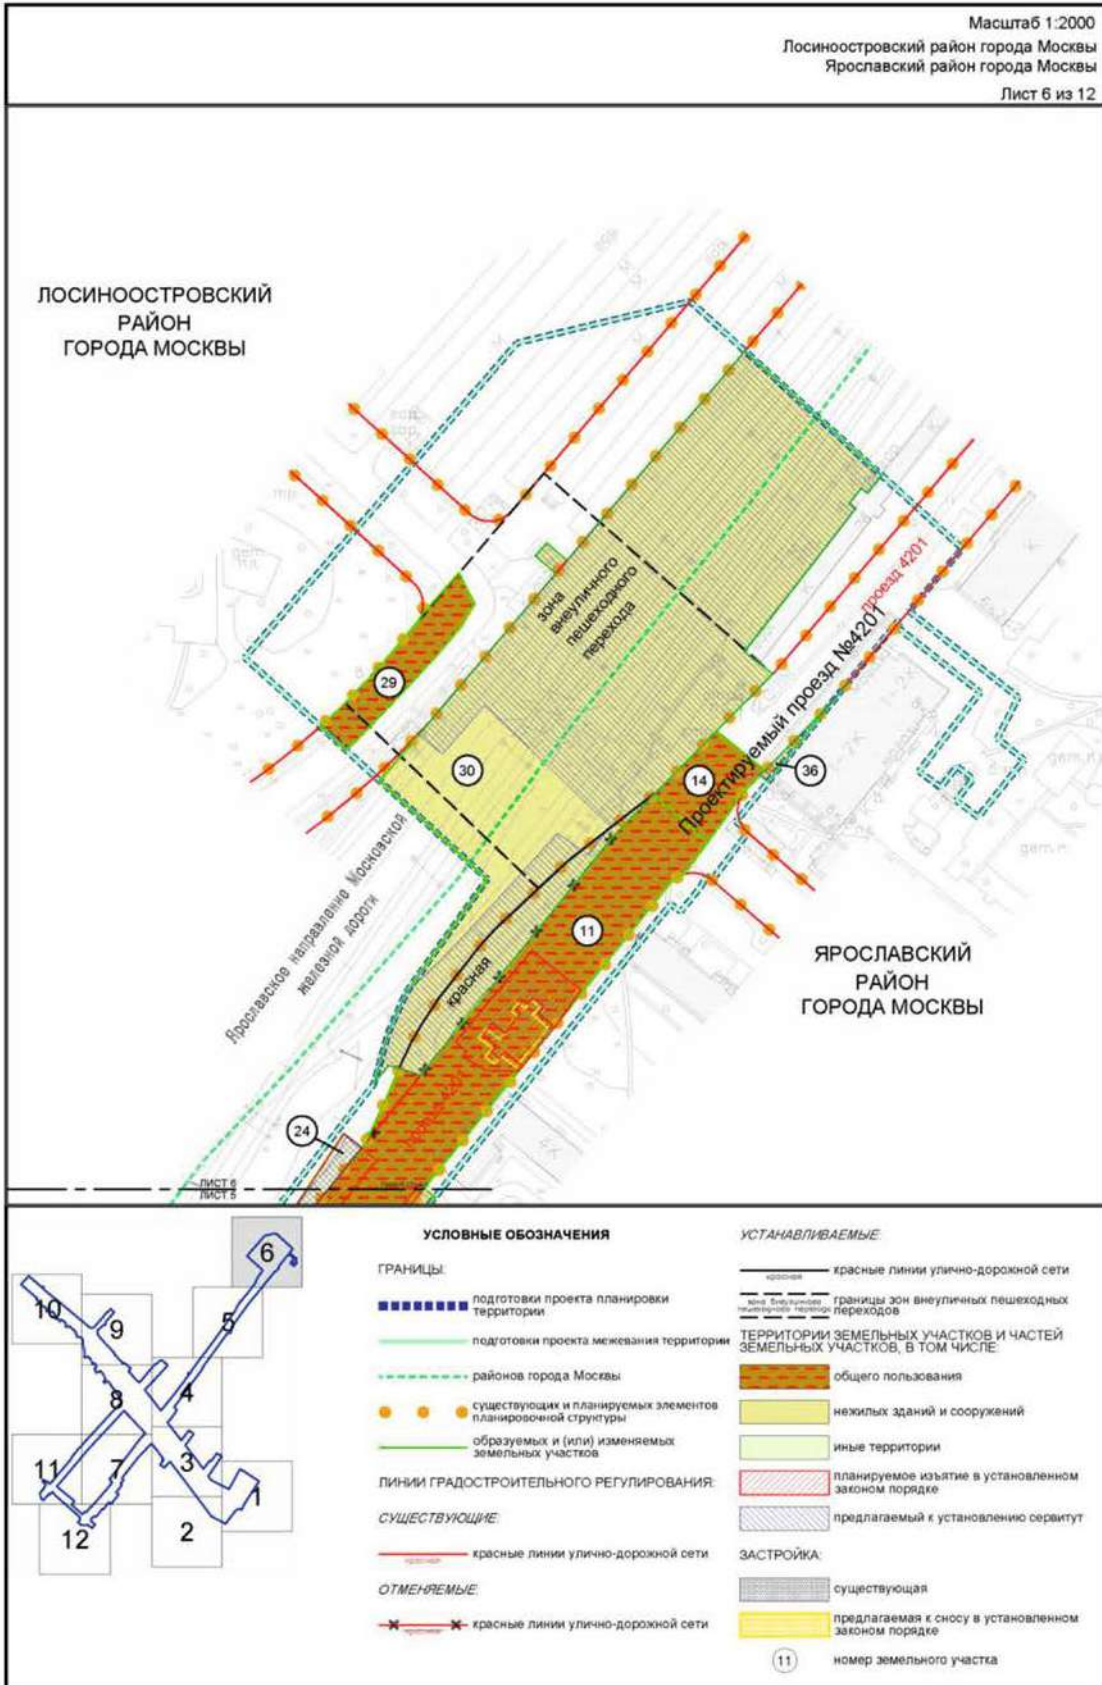 Масштаб 1:2000
Лосиноостровский район города Москвы
Ярославский район города Москвы
Лист 6 из 12
ЛОСИНООСТРОВСКИЙ
РАЙОН
ГОРОДА МОСКВЫ
зона
внеуличного
пешеходного
перехода
проезд 4201
Проектируемый проезд №4201
29
30
14
36
11
24
красная
Ярославское направление Московской
железной дороги
ЯРОСЛАВСКИЙ
РАЙОН
ГОРОДА МОСКВЫ
ЛИСТ 6
ЛИСТ 5
6
10
9
5
8
4
11
7
3
1
12
2
УСЛОВНЫЕ ОБОЗНАЧЕНИЯ
ГРАНИЦЫ:
подготовки проекта планировки
территории
подготовки проекта межевания территории
районов города Москвы
существующих и планируемых элементов
планировочной структуры
образуемых и (или) изменяемых
земельных участков
ЛИНИИ ГРАДОСТРОИТЕЛЬНОГО РЕГУЛИРОВАНИЯ:
СУЩЕСТВУЮЩИЕ:
красные линии улично-дорожной сети
красная
ОТМЕНЯЕМЫЕ:
красные линии улично-дорожной сети
красная
УСТАНАВЛИВАЕМЫЕ:
красные линии улично-дорожной сети
красная
зона внеуличного
пешеходного перехода
границы зон внеуличных пешеходных
переходов
ТЕРРИТОРИИ ЗЕМЕЛЬНЫХ УЧАСТКОВ И ЧАСТЕЙ
ЗЕМЕЛЬНЫХ УЧАСТКОВ, В ТОМ ЧИСЛЕ:
общего пользования
нежилых зданий и сооружений
иные территории
планируемое изъятие в установленном
законом порядке
предлагаемый к установлению сервитут
ЗАСТРОЙКА:
существующая
предлагаемая к сносу в установленном
законом порядке
11
номер земельного участка